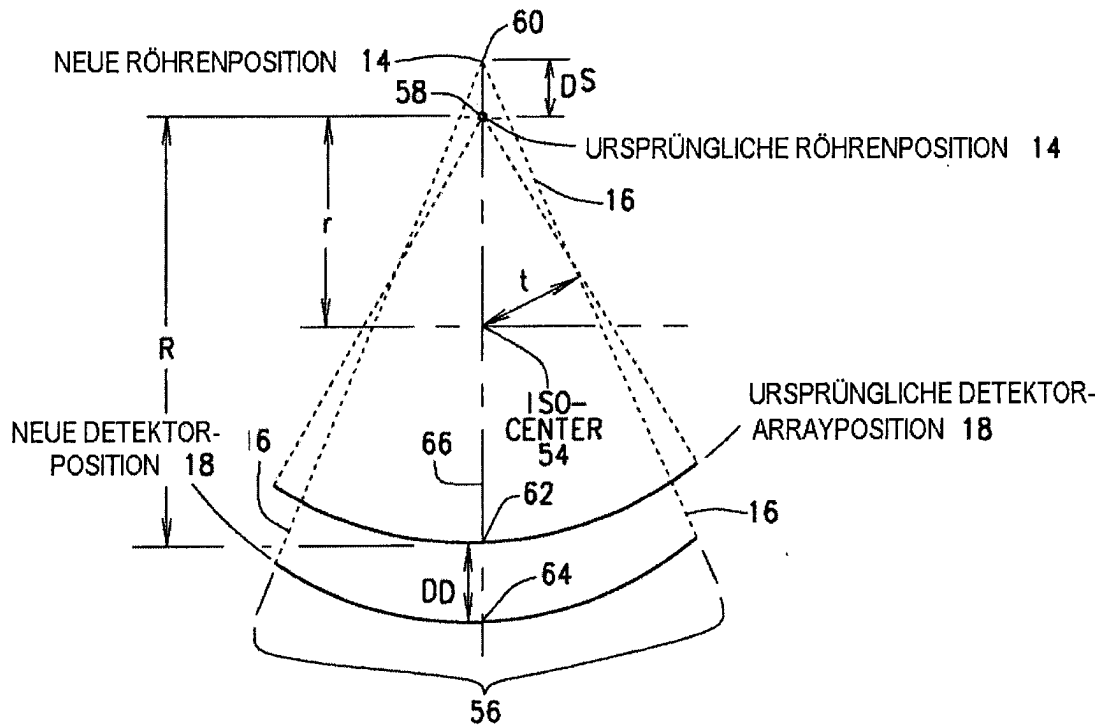 60
NEUE RÖHRENPOSITION 14
DS
58
URSPRÜNGLICHE RÖHRENPOSITION 14
16
r
t
R
ISO-
CENTER
54
URSPRÜNGLICHE DETEKTOR-
ARRAYPOSITION 18
NEUE DETEKTOR-
POSITION 18
16
66
62
16
DD
64
56